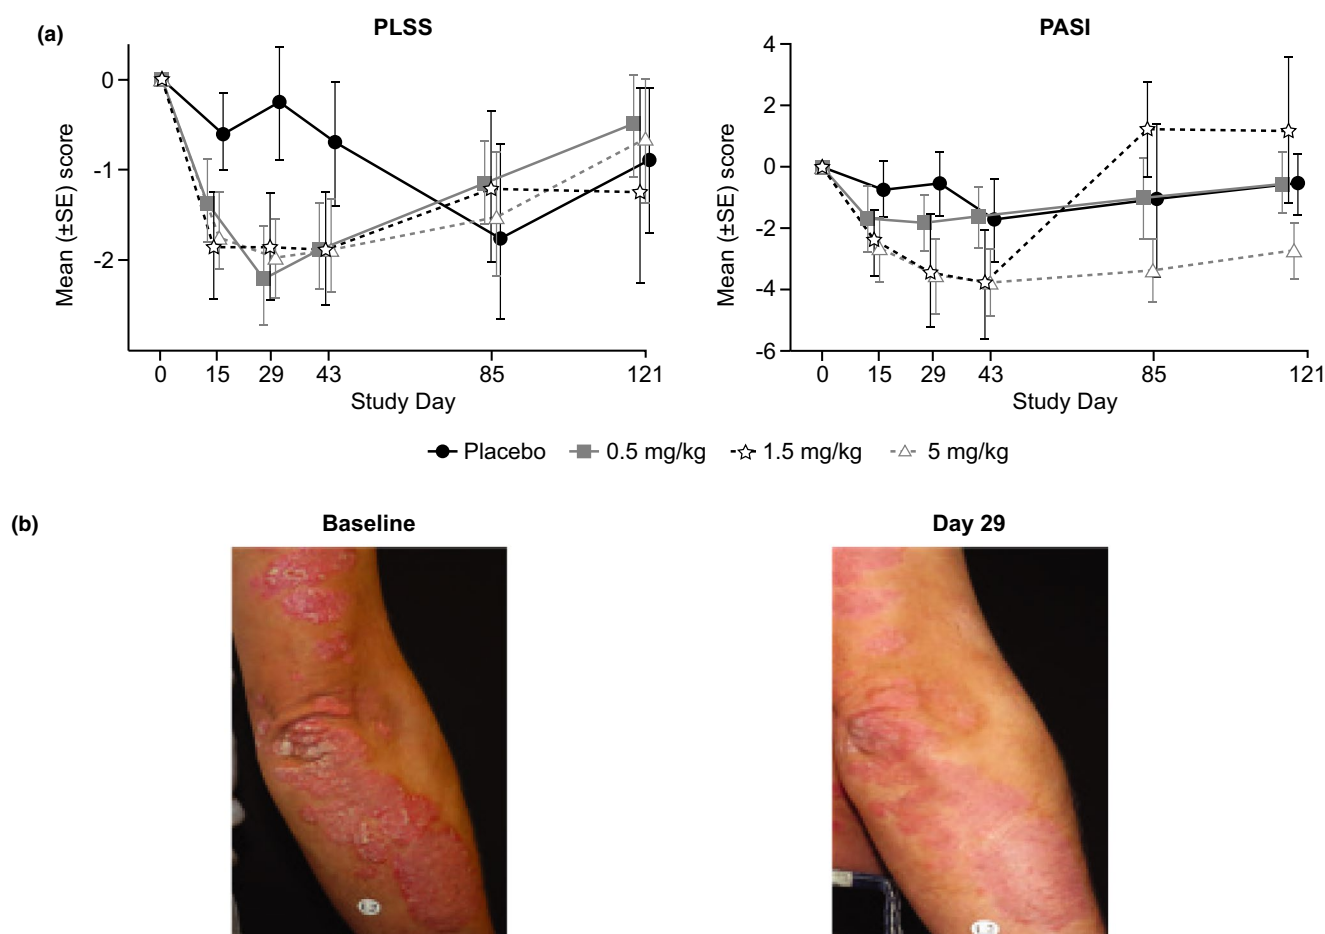 (a)
PLSS
PASI
Mean (±SE) score
0
-1
-2
0 15 29 43 85 121
Study Day
Mean (±SE) score
4
2
0
-2
-4
-6
0 15 29 43 85 121
Study Day
Placebo 0.5 mg/kg 1.5 mg/kg 5 mg/kg
(b)
Baseline
Day 29